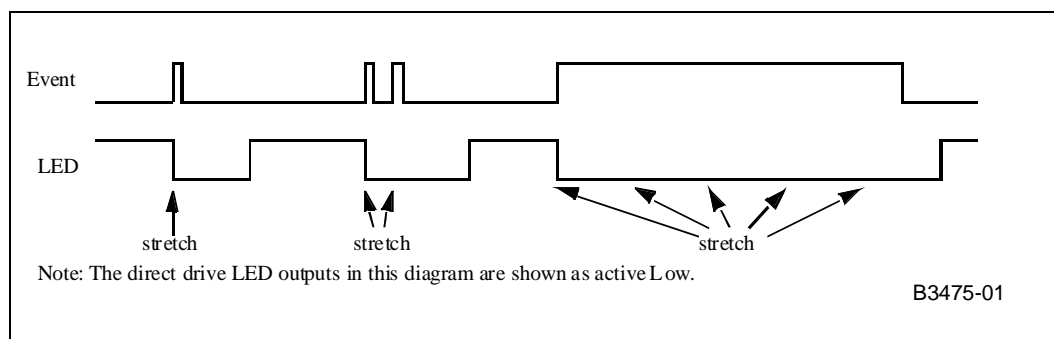 Event
LED
stretch stretch stretch
Note: The direct drive LED outputs in this diagram are shown as active Low.
B3475-01